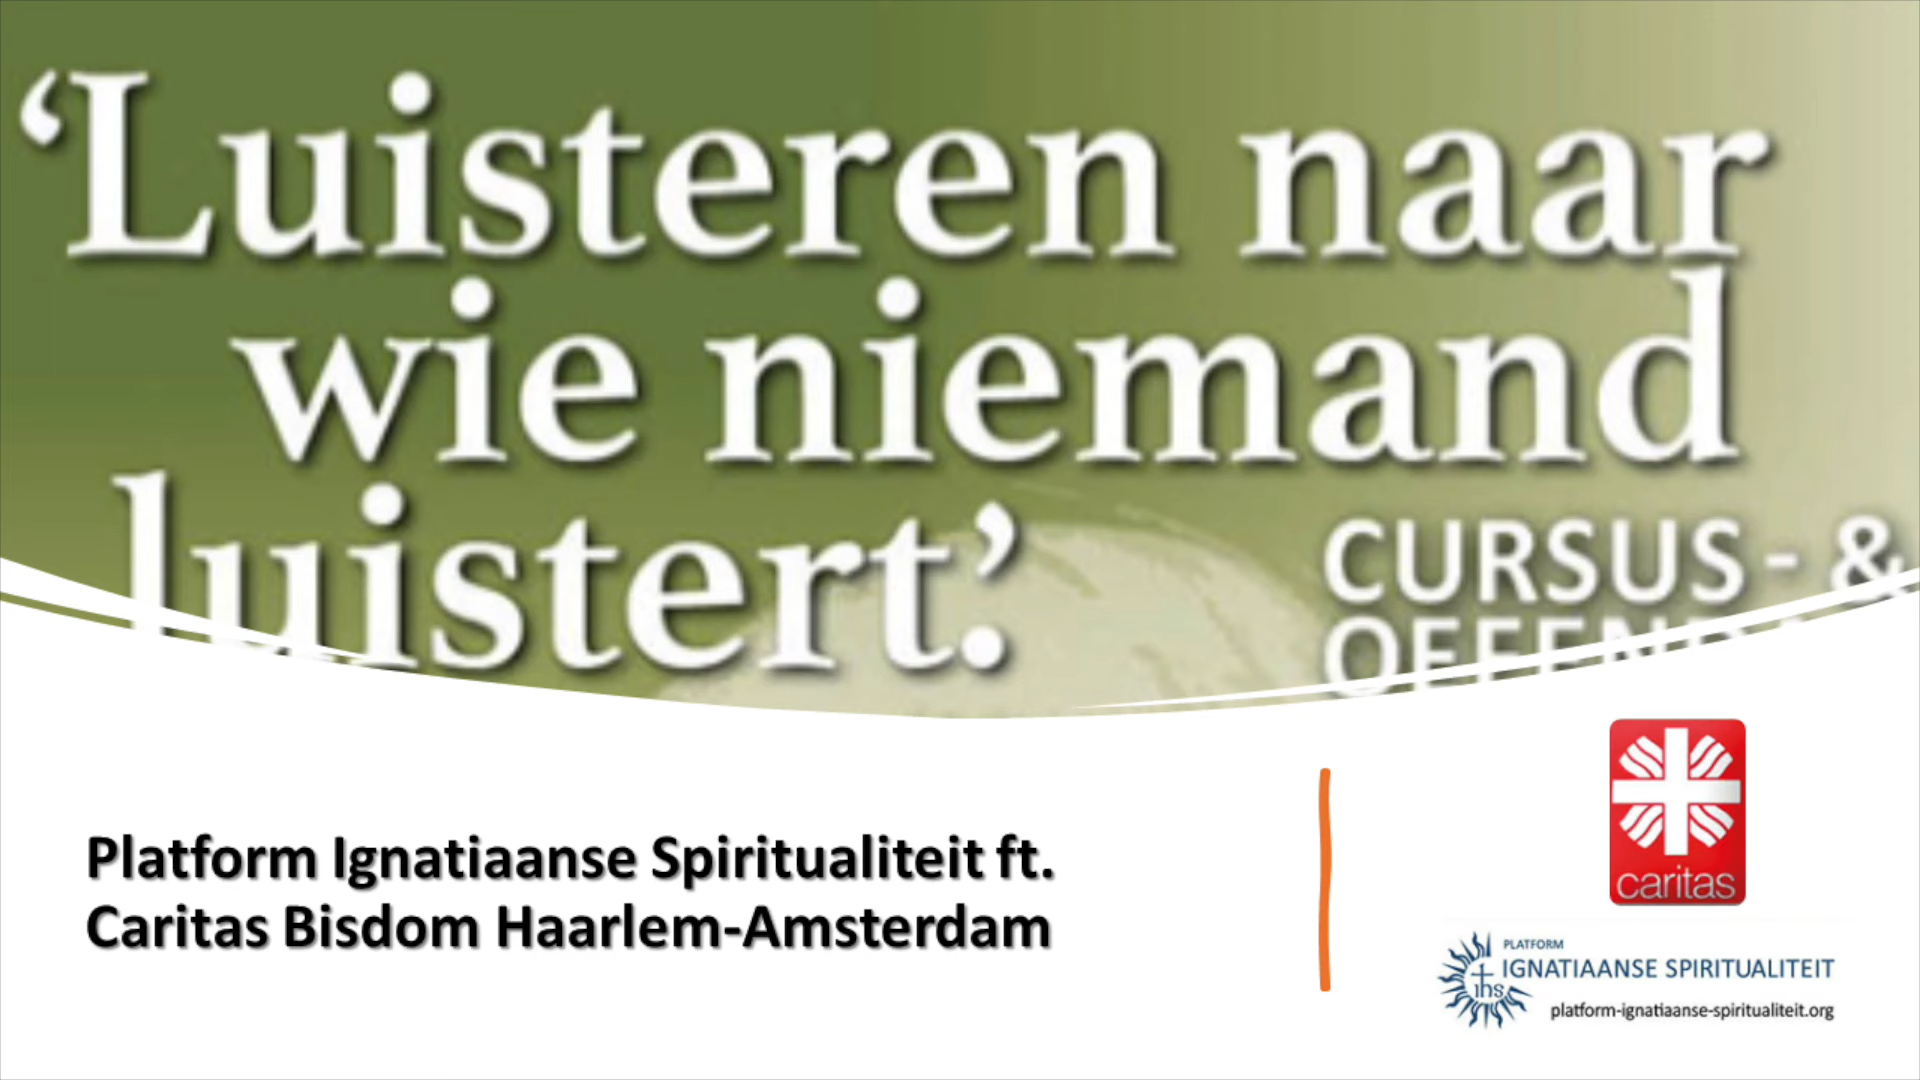 ‘Luisteren naar
wie niemand
luistert.’
CURSUS- &
Platform Ignatiaanse Spiritualiteit ft.
Caritas Bisdom Haarlem-Amsterdam
caritas
PLATFORM
IGNATIAANSE SPIRITUALITEIT
ihs
platform-ignatiaanse-spiritualiteit.org